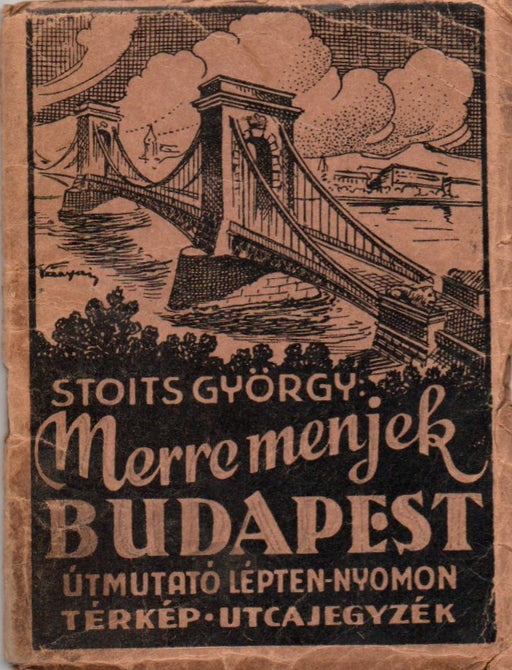 STOITS GYÖRGY:
Merre menjek
BUDAPEST
ÚTMUTATÓ LÉPTEN-NYOMON
TÉRKÉP·UTCAJEGYZÉK